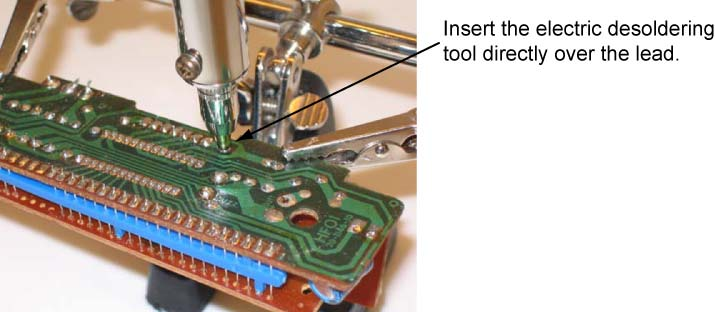 Insert the electric desoldering
tool directly over the lead.